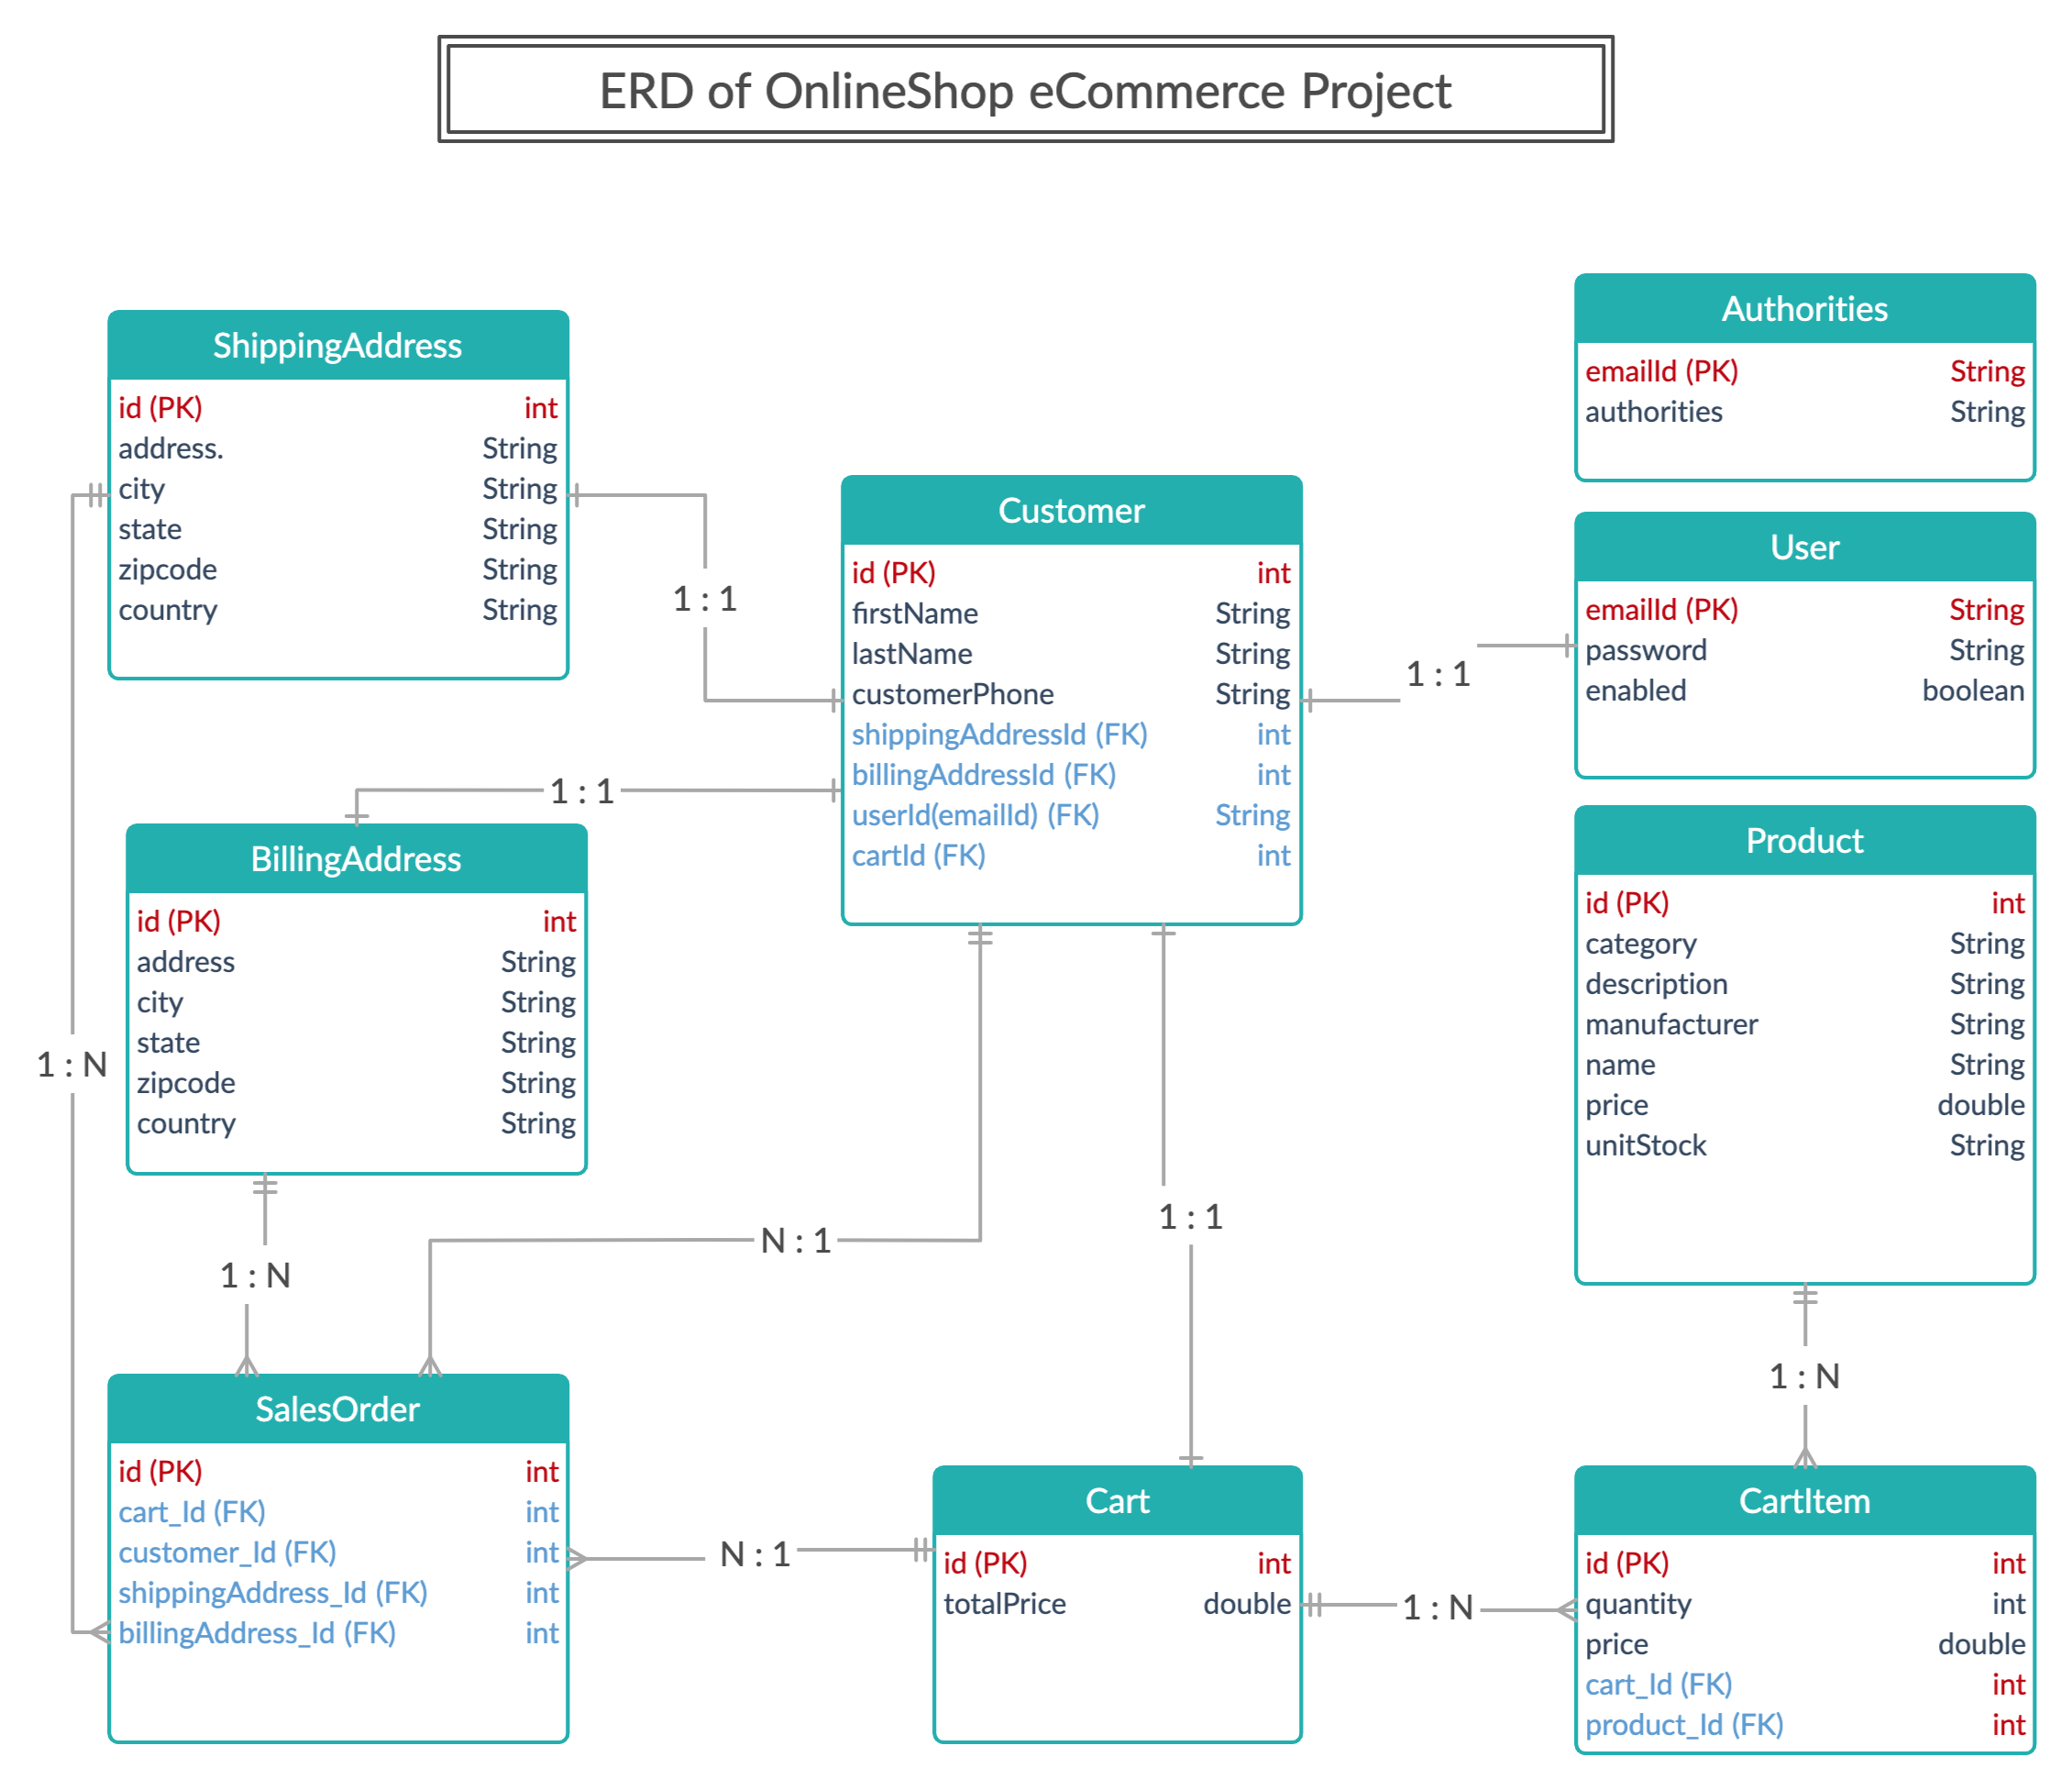 ERD of OnlineShop eCommerce Project
ShippingAddress
id (PK) int
address. String
city String
state String
zipcode String
country String
1 : 1
Customer
id (PK) int
firstName String
lastName String
customerPhone String
shippingAddressId (FK) int
billingAddressId (FK) int
userId(emailId) (FK) String
cartId (FK) int
Authorities
emailId (PK) String
authorities String
1 : 1
User
emailId (PK) String
password String
enabled boolean
1 : 1
BillingAddress
id (PK) int
address String
city String
state String
zipcode String
country String
1 : N
Product
id (PK) int
category String
description String
manufacturer String
name String
price double
unitStock String
1 : N
N : 1
1 : 1
1 : N
SalesOrder
id (PK) int
cart_Id (FK) int
customer_Id (FK) int
shippingAddress_Id (FK) int
billingAddress_Id (FK) int
N : 1
Cart
id (PK) int
totalPrice double
1 : N
CartItem
id (PK) int
quantity int
price double
cart_Id (FK) int
product_Id (FK) int